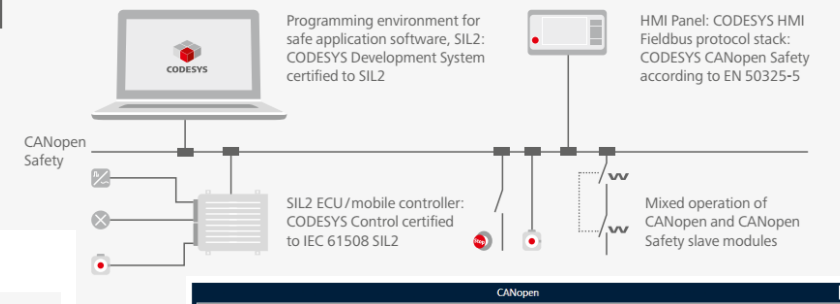 Programming environment for
safe application software, SIL2:
CODESYS Development System
certified to SIL2
HMI Panel: CODESYS HMI
Fieldbus protocol stack:
CODESYS CANopen Safety
according to EN 50325-5
CODESYS
CANopen
Safety
SIL2 ECU/mobile controller:
CODESYS Control certified
to IEC 61508 SIL2
Stop
Mixed operation of
CANopen and CANopen
Safety slave modules
CANopen